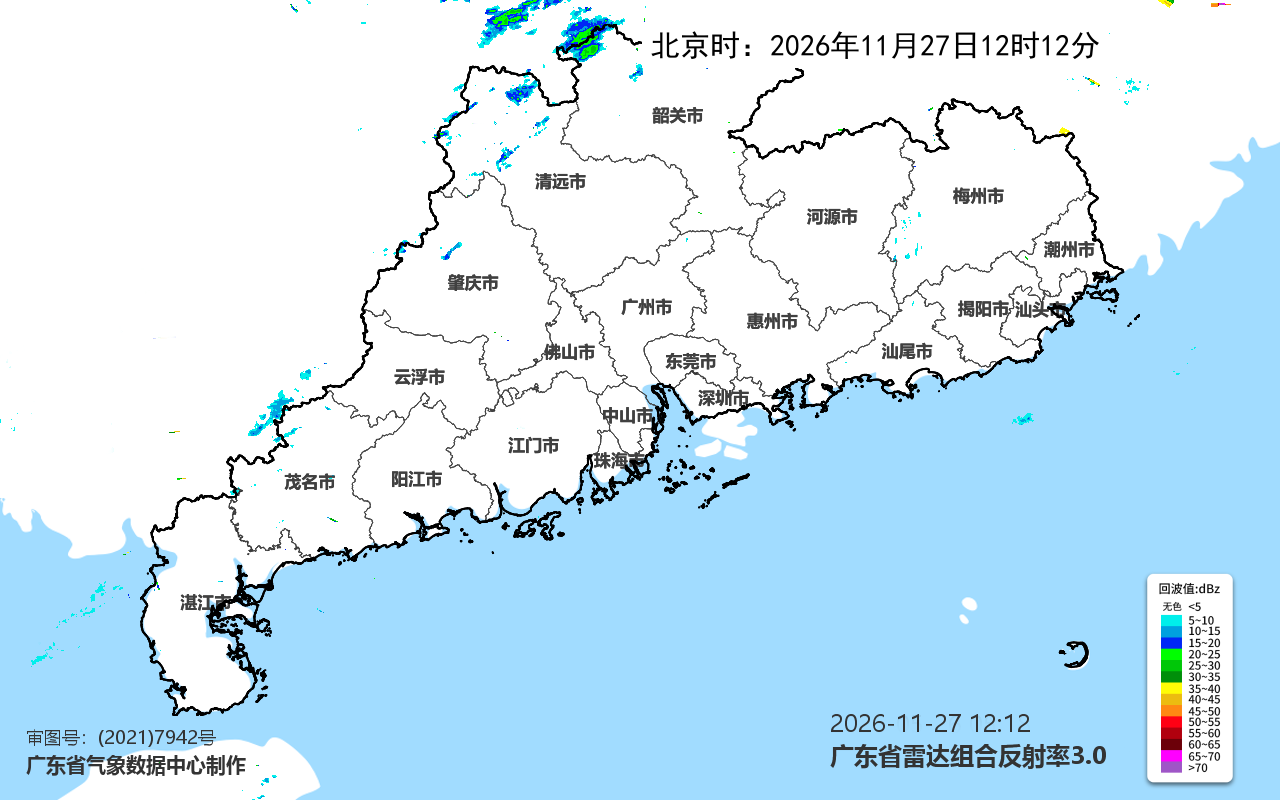 北京时：2026年11月27日12时12分
韶关市
清远市
梅州市
河源市
潮州市
肇庆市
广州市
揭阳市
汕头市
惠州市
佛山市
汕尾市
东莞市
云浮市
深圳市
中山市
江门市
珠海市
阳江市
茂名市
湛江市
回波值:dBz
无色 <5
5~10
10~15
15~20
20~25
25~30
30~35
35~40
40~45
45~50
50~55
55~60
60~65
65~70
>70
2026-11-27 12:12
广东省雷达组合反射率3.0
审图号：(2021)7942号
广东省气象数据中心制作